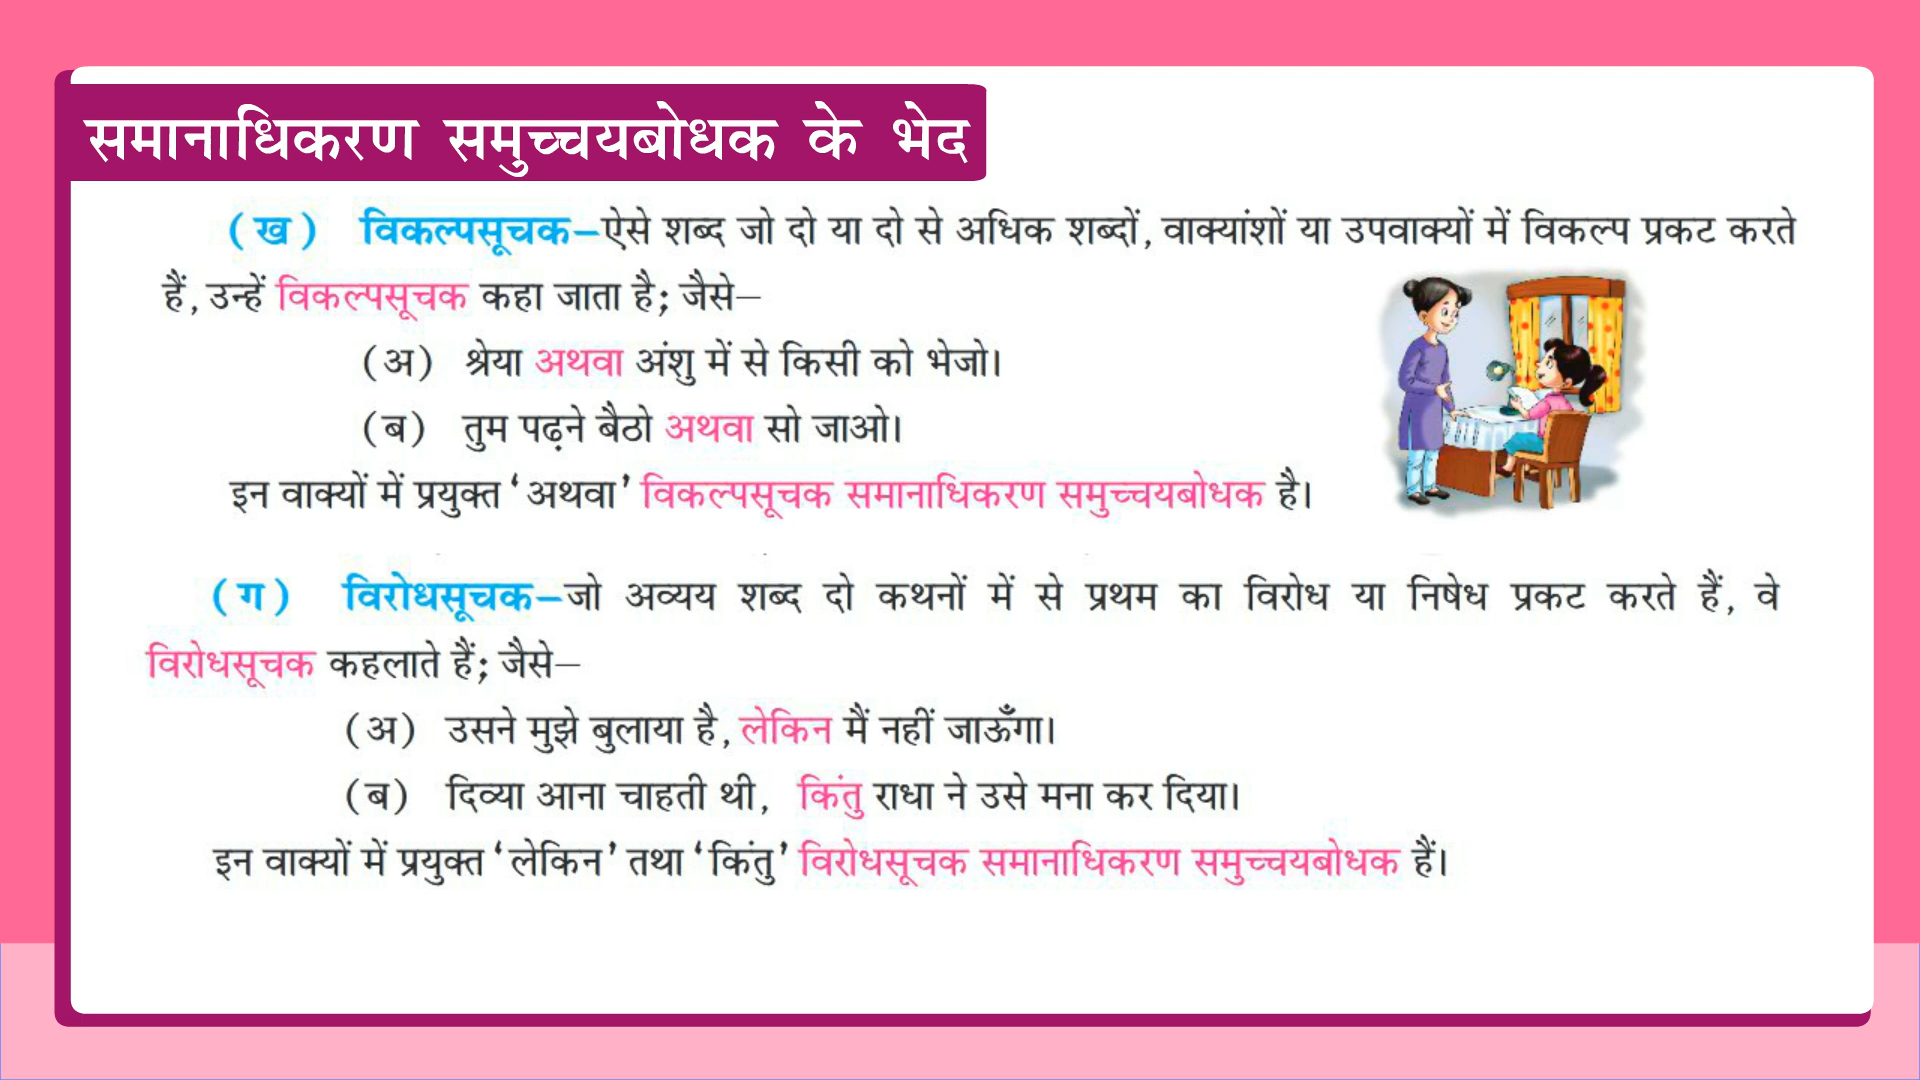 समानाधिकरण समुच्चयबोधक के भेद
(ख) विकल्पसूचक–ऐसे शब्द जो दो या दो से अधिक शब्दों, वाक्यांशों या उपवाक्यों में विकल्प प्रकट करते
हैं, उन्हें विकल्पसूचक कहा जाता है; जैसे–
(अ) श्रेया अथवा अंशु में से किसी को भेजो।
(ब) तुम पढ़ने बैठो अथवा सो जाओ।
इन वाक्यों में प्रयुक्त ‘अथवा’ विकल्पसूचक समानाधिकरण समुच्चयबोधक है।
(ग) विरोधसूचक–जो अव्यय शब्द दो कथनों में से प्रथम का विरोध या निषेध प्रकट करते हैं, वे
विरोधसूचक कहलाते हैं; जैसे–
(अ) उसने मुझे बुलाया है, लेकिन मैं नहीं जाऊँगा।
(ब) दिव्या आना चाहती थी, किंतु राधा ने उसे मना कर दिया।
इन वाक्यों में प्रयुक्त ‘लेकिन’ तथा ‘किंतु’ विरोधसूचक समानाधिकरण समुच्चयबोधक हैं।